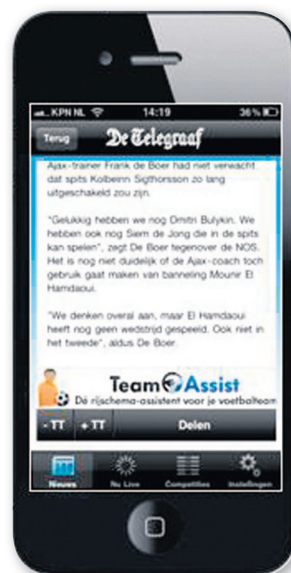 KPN NL 14:19 36%
Terug De Telegraaf
Ajax-trainer Frank de Boer had niet verwacht
dat spits Kolbeinn Sigthorsson zo lang
uitgeschakeld zou zijn.
"Gelukkig hebben we nog Dmitri Bulykin. We
hebben ook nog Siem de Jong die in de spits
kan spelen", zegt De Boer tegenover de NOS.
Het is nog niet duidelijk of de Ajax-coach toch
gebruik gaat maken van banneling Mounir El
Hamdaoui.
"We denken overal aan, maar El Hamdaoui
heeft nog geen wedstrijd gespeeld. Ook niet in
het tweede", aldus De Boer.
Team Assist
Dé rijschema-assistent voor je voetbalteam
- TT + TT Delen
Nieuws Nu Live Competities Instellingen